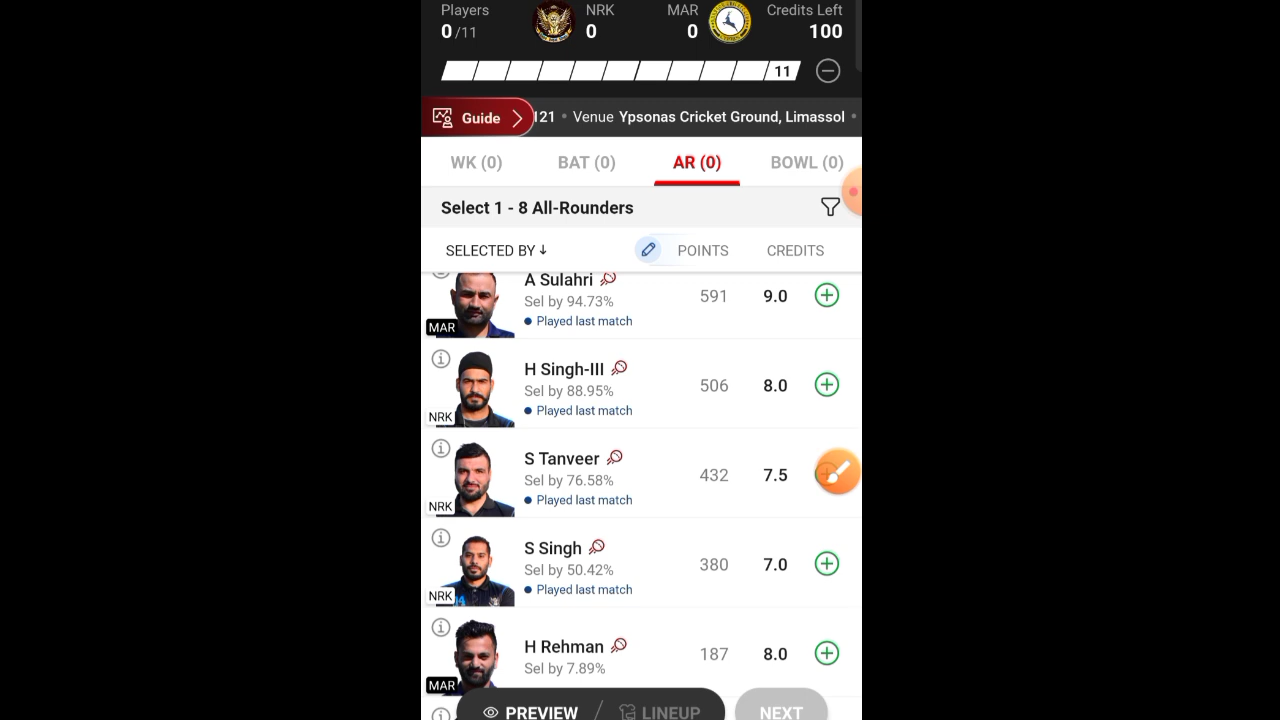 Players NRK MAR Credits Left
0 /11 0 0 100
11
Guide 121 • Venue Ypsonas Cricket Ground, Limassol •
WK (0) BAT (0) AR (0) BOWL (0)
Select 1 - 8 All-Rounders
SELECTED BY ↓ POINTS CREDITS
A Sulahri
Sel by 94.73% 591 9.0
Played last match
MAR
H Singh-III
Sel by 88.95% 506 8.0
Played last match
NRK
S Tanveer
Sel by 76.58% 432 7.5
Played last match
NRK
S Singh
Sel by 50.42% 380 7.0
Played last match
NRK
H Rehman
Sel by 7.89% 187 8.0
MAR
PREVIEW / LINEUP NEXT